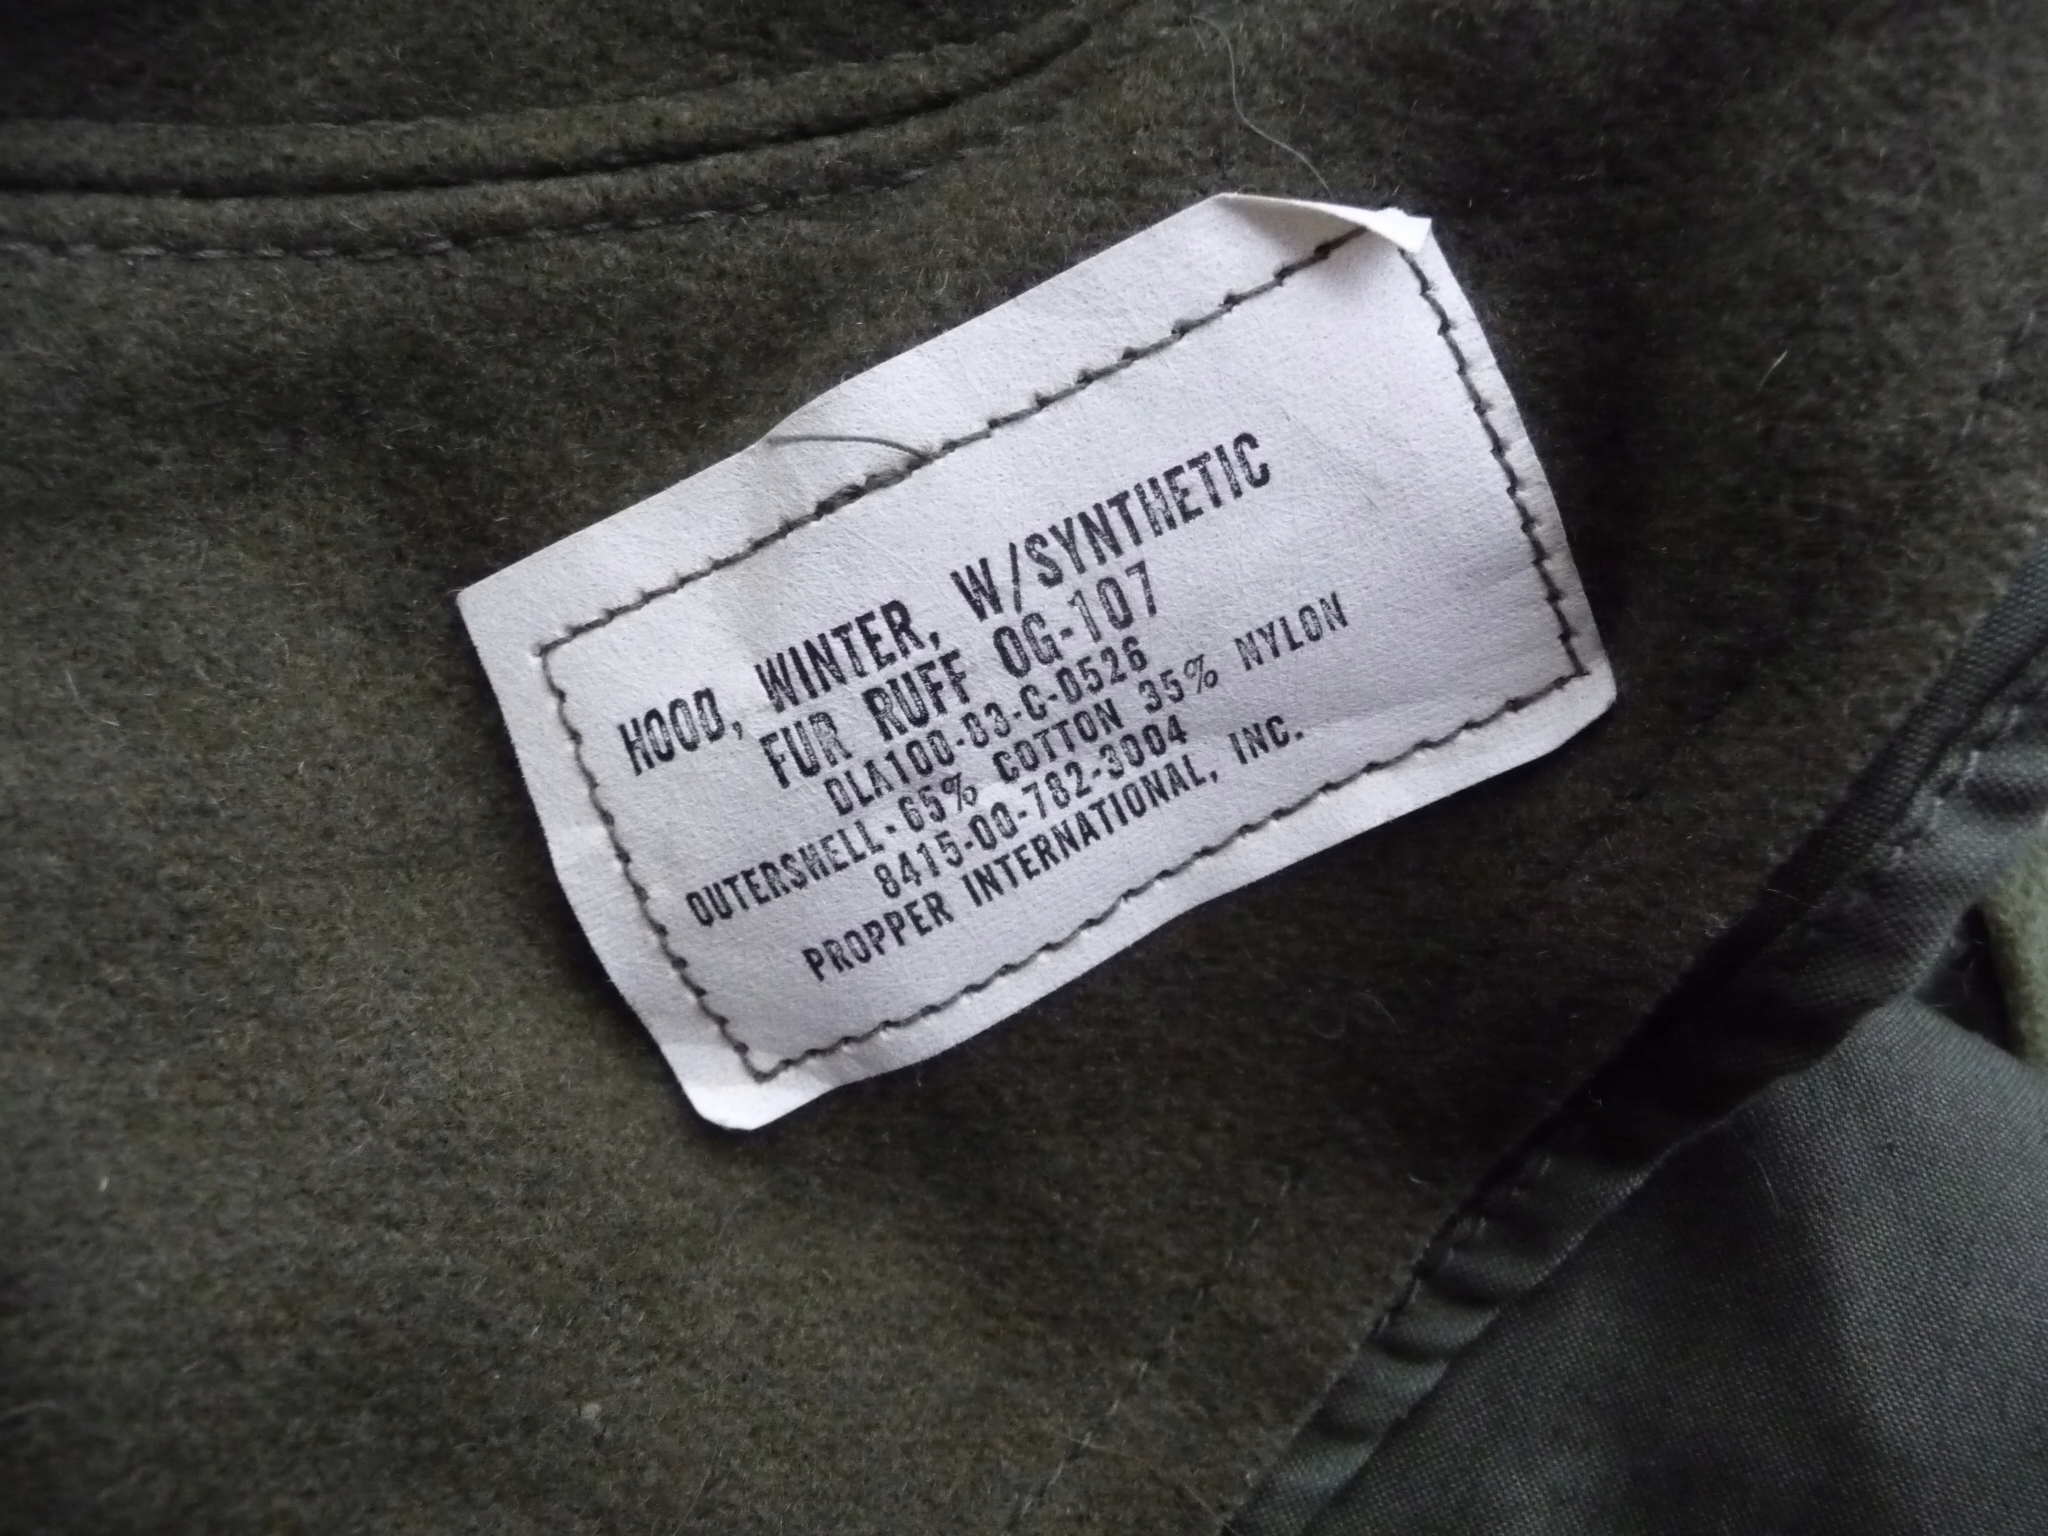 HOOD, WINTER, W/SYNTHETIC
FUR RUFF OG-107
DLA100-83-C-0526
OUTERSHELL-65% COTTON 35% NYLON
8415-00-782-3004
PROPPER INTERNATIONAL, INC.